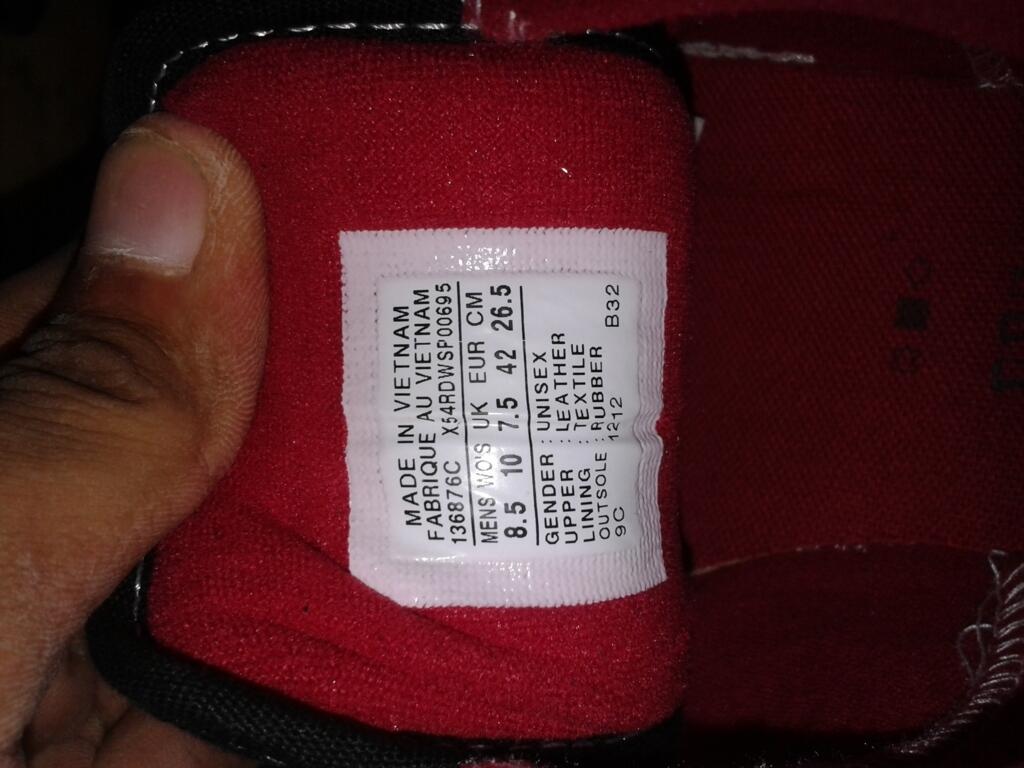 MADE IN VIETNAM
FABRIQUE AU VIETNAM
136876C X54RDWSP00695
MENS WO'S UK EUR CM
8.5 10 7.5 42 26.5
GENDER : UNISEX
UPPER : LEATHER
LINING : TEXTILE
OUTSOLE : RUBBER
9C 1212 B32